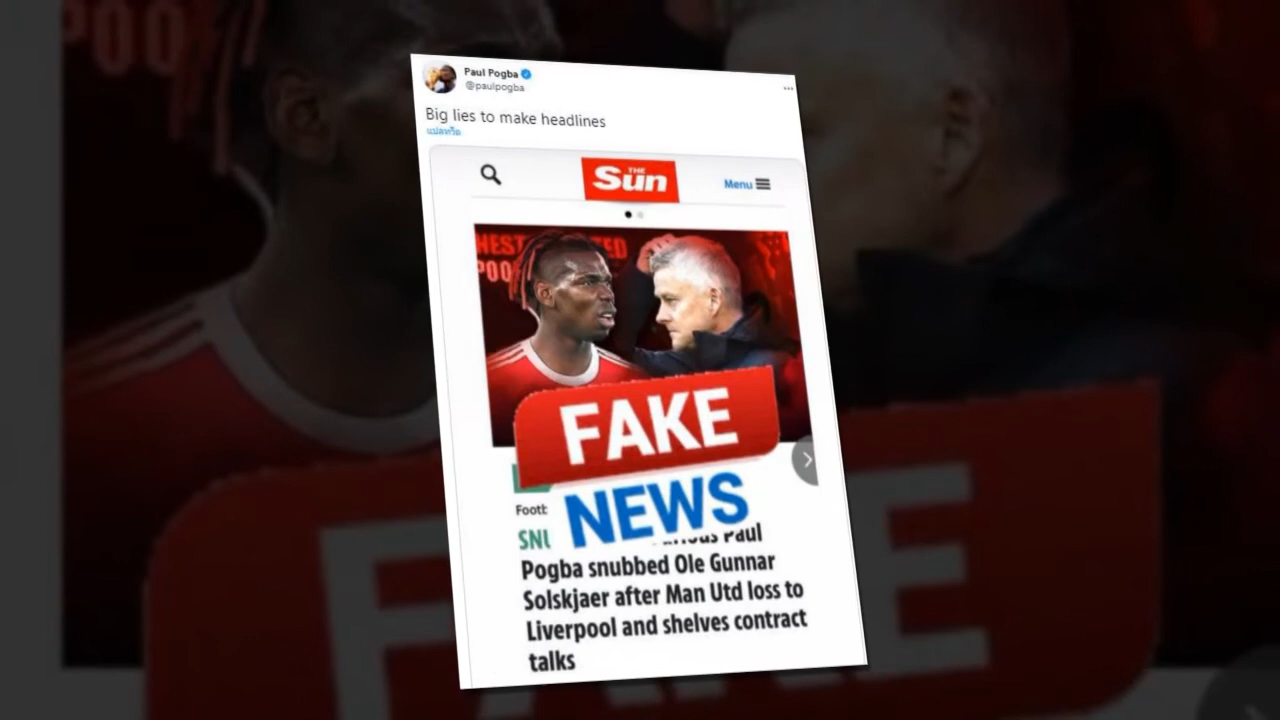 Paul Pogba
@paulpogba
Big lies to make headlines
แปลทวีต
THE
Sun
Menu
FAKE
NEWS
Paul
Pogba snubbed Ole Gunnar
Solskjaer after Man Utd loss to
Liverpool and shelves contract
talks